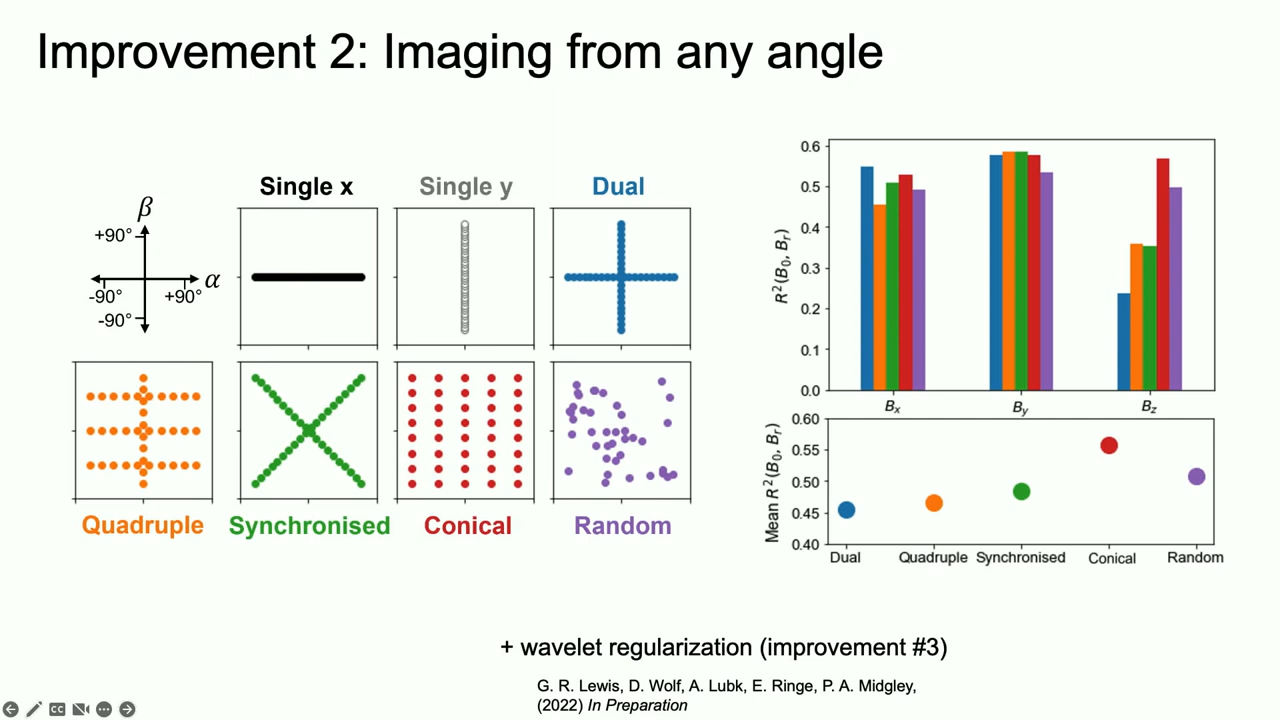 Improvement 2: Imaging from any angle
Single x
Single y
Dual
β
+90°
α
-90°
+90°
-90°
Quadruple
Synchronised
Conical
Random
R²(B₀, Bᵣ)
0.6
0.5
0.4
0.3
0.2
0.1
0.0
Bₓ
Bᵧ
B_z
Mean R²(B₀, Bᵣ)
0.60
0.55
0.50
0.45
0.40
Dual
Quadruple
Synchronised
Conical
Random
+ wavelet regularization (improvement #3)
G. R. Lewis, D. Wolf, A. Lubk, E. Ringe, P. A. Midgley,
(2022) In Preparation
CC